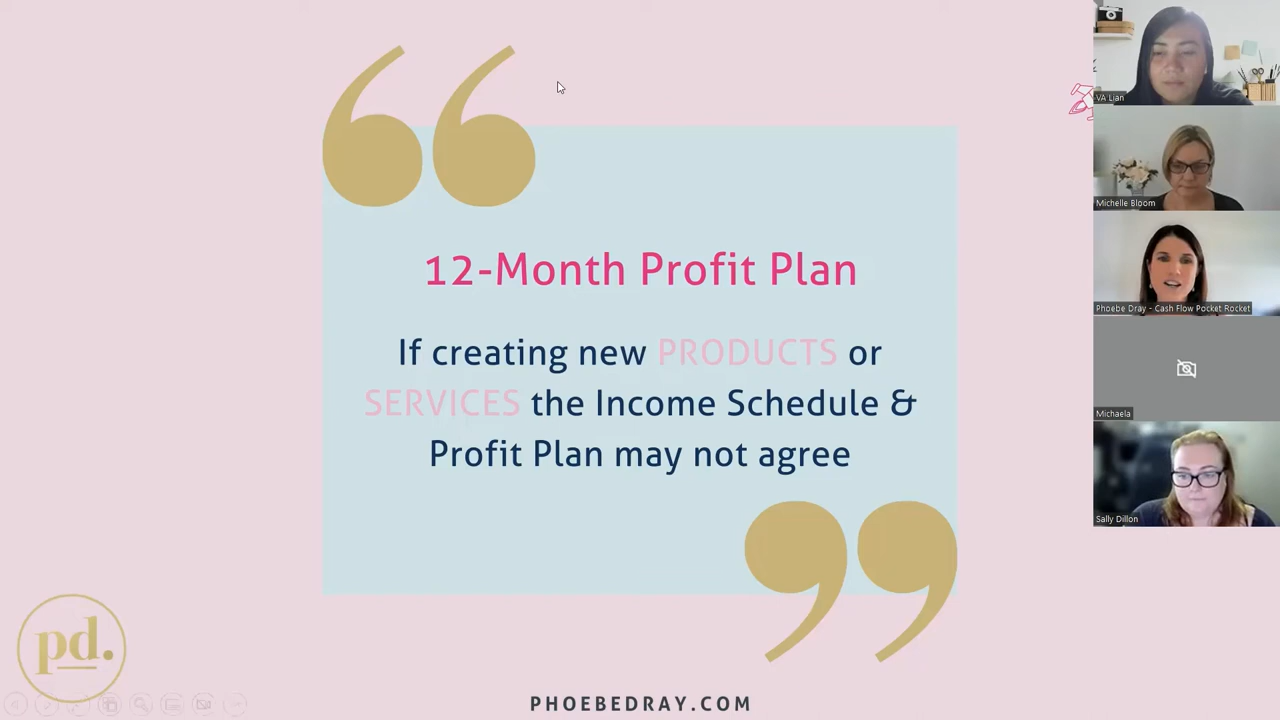 12-Month Profit Plan
If creating new PRODUCTS or
SERVICES the Income Schedule &
Profit Plan may not agree
pd.
PHOEBEDRAY.COM
VA Lian
Michelle Bloom
Phoebe Dray - Cash Flow Pocket Rocket
Michaela
Sally Dillon